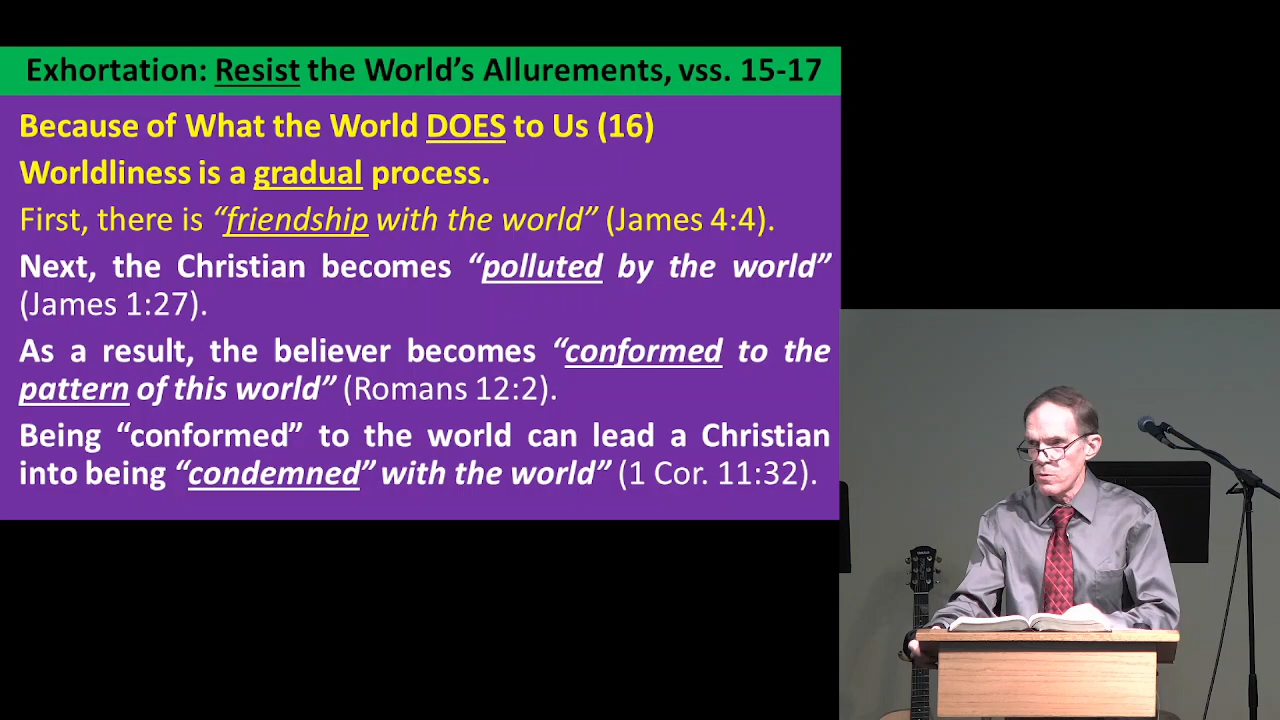 Exhortation: Resist the World's Allurements, vss. 15-17
Because of What the World DOES to Us (16)
Worldliness is a gradual process.
First, there is “friendship with the world” (James 4:4).
Next, the Christian becomes “polluted by the world”
(James 1:27).
As a result, the believer becomes “conformed to the
pattern of this world” (Romans 12:2).
Being “conformed” to the world can lead a Christian
into being “condemned” with the world” (1 Cor. 11:32).